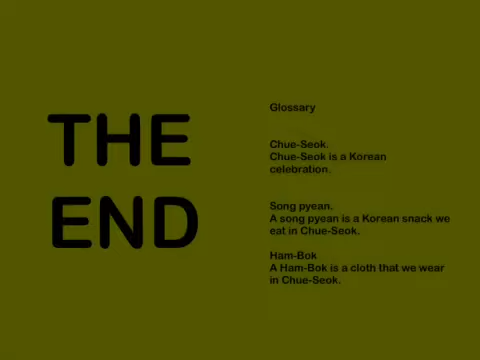 THE
END
Glossary
Chue-Seok.
Chue-Seok is a Korean
celebration.
Song pyean.
A song pyean is a Korean snack we
eat in Chue-Seok.
Ham-Bok
A Ham-Bok is a cloth that we wear
in Chue-Seok.